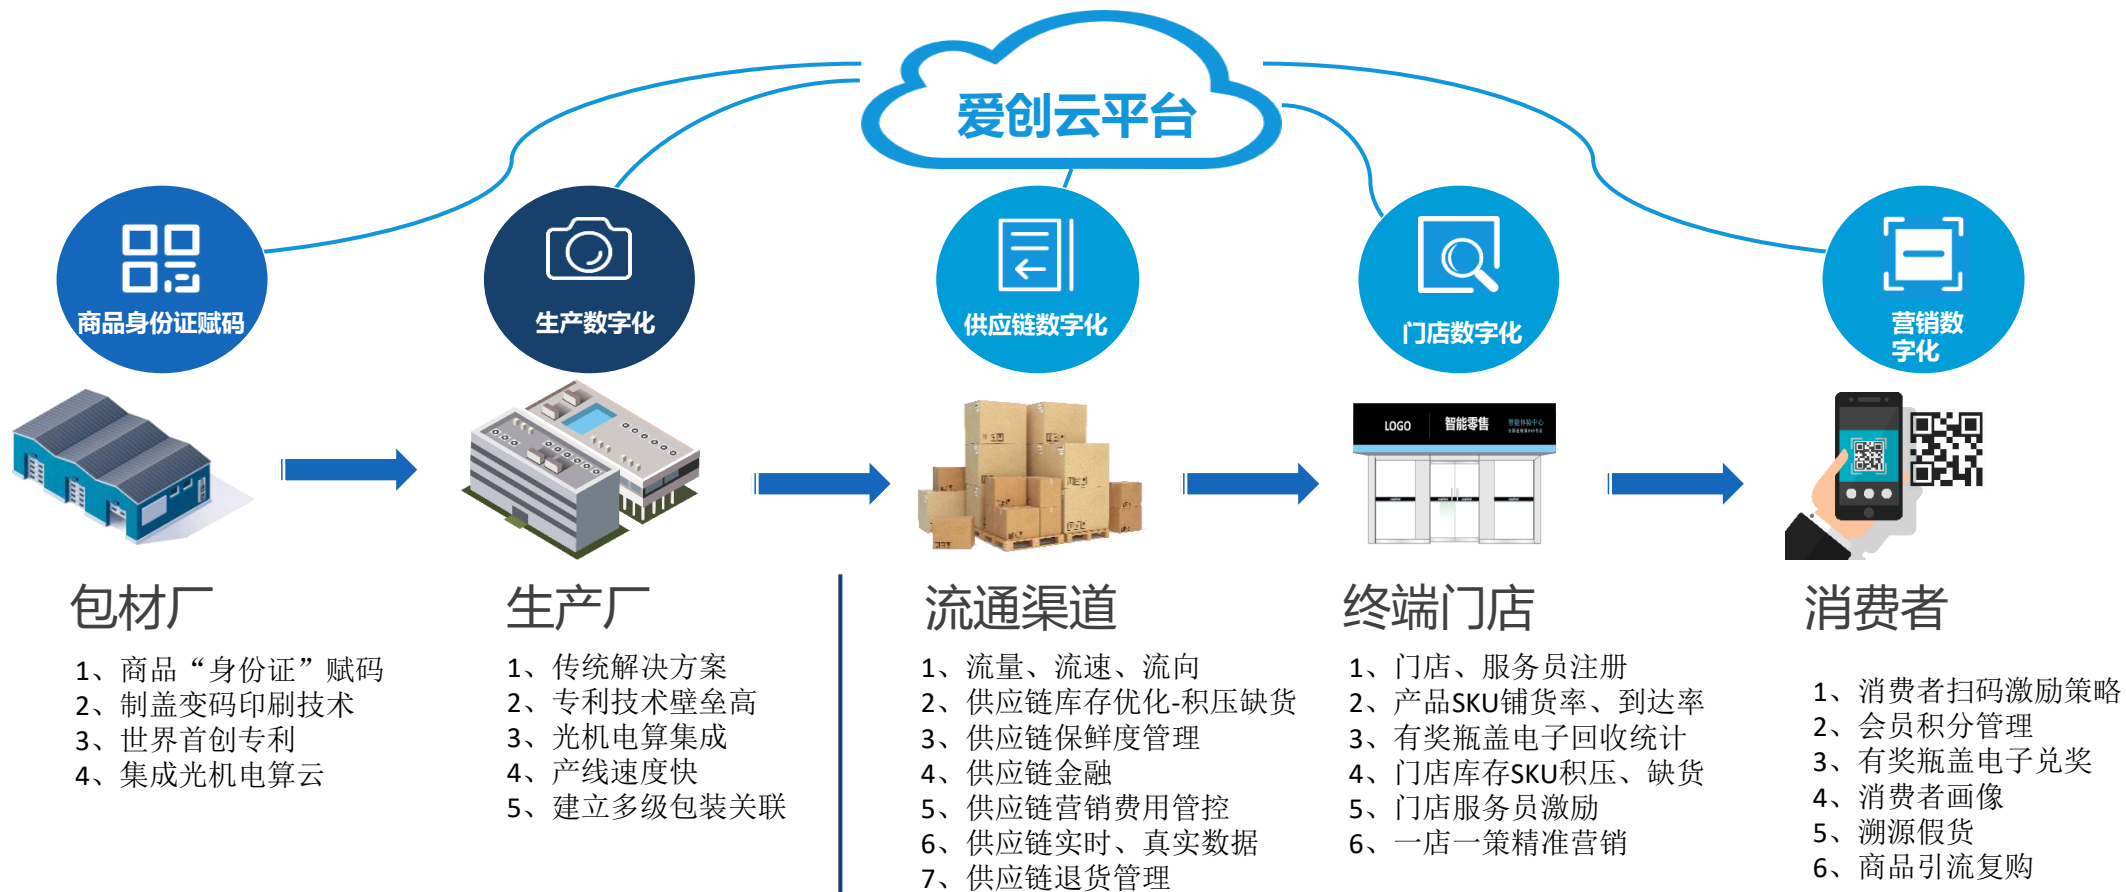 爱创云平台
商品身份证赋码
生产数字化
供应链数字化
门店数字化
营销数
字化
LOGO
智能零售
智能体验中心
包材厂
1、商品“身份证”赋码
2、制盖变码印刷技术
3、世界首创专利
4、集成光机电算云
生产厂
1、传统解决方案
2、专利技术壁垒高
3、光机电算集成
4、产线速度快
5、建立多级包装关联
流通渠道
1、流量、流速、流向
2、供应链库存优化-积压缺货
3、供应链保鲜度管理
4、供应链金融
5、供应链营销费用管控
6、供应链实时、真实数据
7、供应链退货管理
终端门店
1、门店、服务员注册
2、产品SKU铺货率、到达率
3、有奖瓶盖电子回收统计
4、门店库存SKU积压、缺货
5、门店服务员激励
6、一店一策精准营销
消费者
1、消费者扫码激励策略
2、会员积分管理
3、有奖瓶盖电子兑奖
4、消费者画像
5、溯源假货
6、商品引流复购